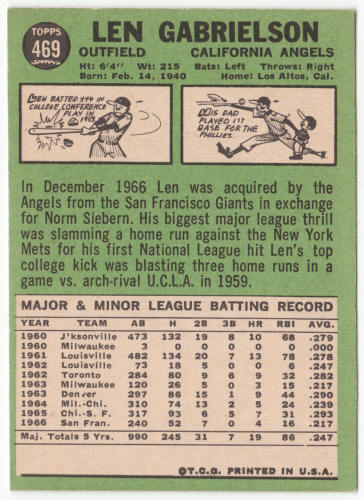 TOPPS
469
LEN GABRIELSON
OUTFIELD CALIFORNIA ANGELS
Ht: 6'4" Wt: 215 Bats: Left Throws: Right
Born: Feb. 14, 1940 Home: Los Altos, Cal.
LEN BATTED .444 IN
COLLEGE CONFERENCE
PLAY IN 1959
HIS DAD
PLAYED 1ST
BASE FOR THE
PHILLIES.
In December 1966 Len was acquired by the
Angels from the San Francisco Giants in exchange
for Norm Siebern. His biggest major league thrill
was slamming a home run against the New York
Mets for his first National League hit Len's top
college kick was blasting three home runs in a
game vs. arch-rival U.C.L.A. in 1959.
MAJOR & MINOR LEAGUE BATTING RECORD
YEAR TEAM AB H 2B 3B HR RBI AVG.
1960 J'ksonville 473 132 19 8 10 68 .279
1960 Milwaukee 3 0 0 0 0 0 .000
1961 Louisville 482 134 20 7 13 78 .278
1962 Louisville 73 18 5 0 0 6 .247
1962 Toronto 284 80 9 6 9 32 .282
1963 Milwaukee 120 26 5 0 3 15 .217
1963 Denver 297 86 15 1 9 44 .290
1964 Mil.-Chi. 310 74 13 2 5 24 .239
1965 Chi.-S. F. 317 93 6 5 7 31 .293
1966 San Fran. 240 52 7 0 4 16 .217
Maj. Totals 5 Yrs. 990 245 31 7 19 86 .247
©T.C.G. PRINTED IN U.S.A.